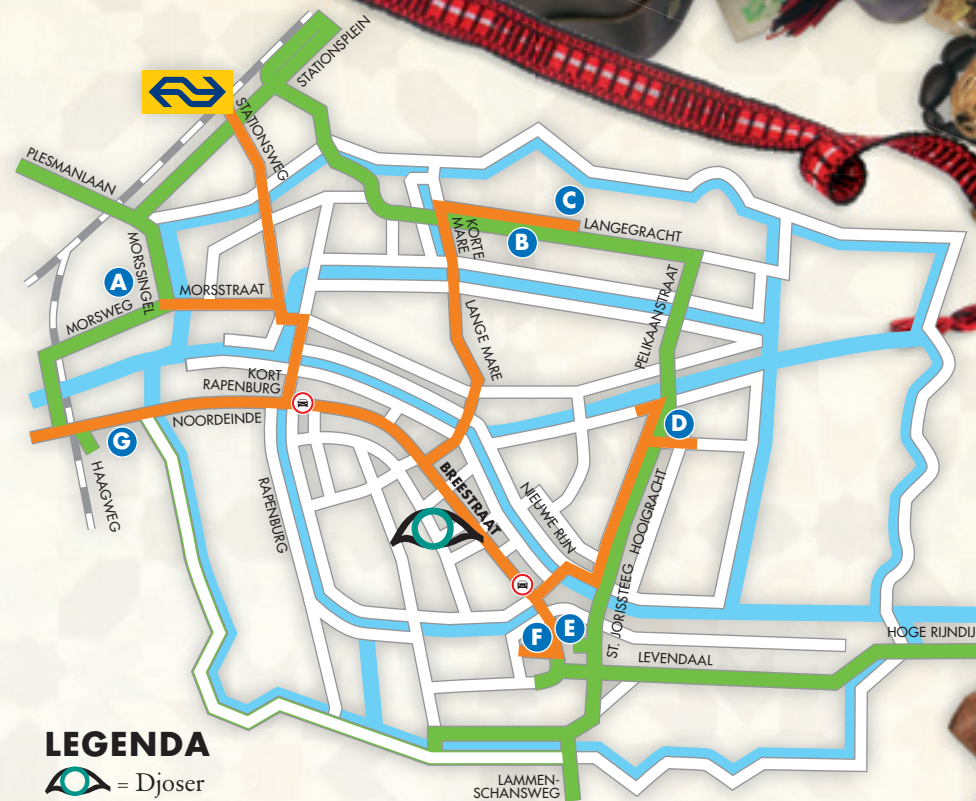 STATIONSPLEIN
STATIONSWEG
PLESMANLAAN
C
LANGEGRACHT
KORTE
MARE
B
MORSSINGEL
A
MORSSTRAAT
PELIKAANSTRAAT
MORSWEG
LANGE MARE
KORT
RAPENBURG
NOORDEINDE
D
G
HAAGWEG
BREESTRAAT
RAPENBURG
NIEUWE RIJN
HOOIGRACHT
ST. JORISSTEEG
E
F
HOGE RIJNDIJ
LEVENDAAL
LEGENDA
= Djoser
LAMMEN-
SCHANSWEG